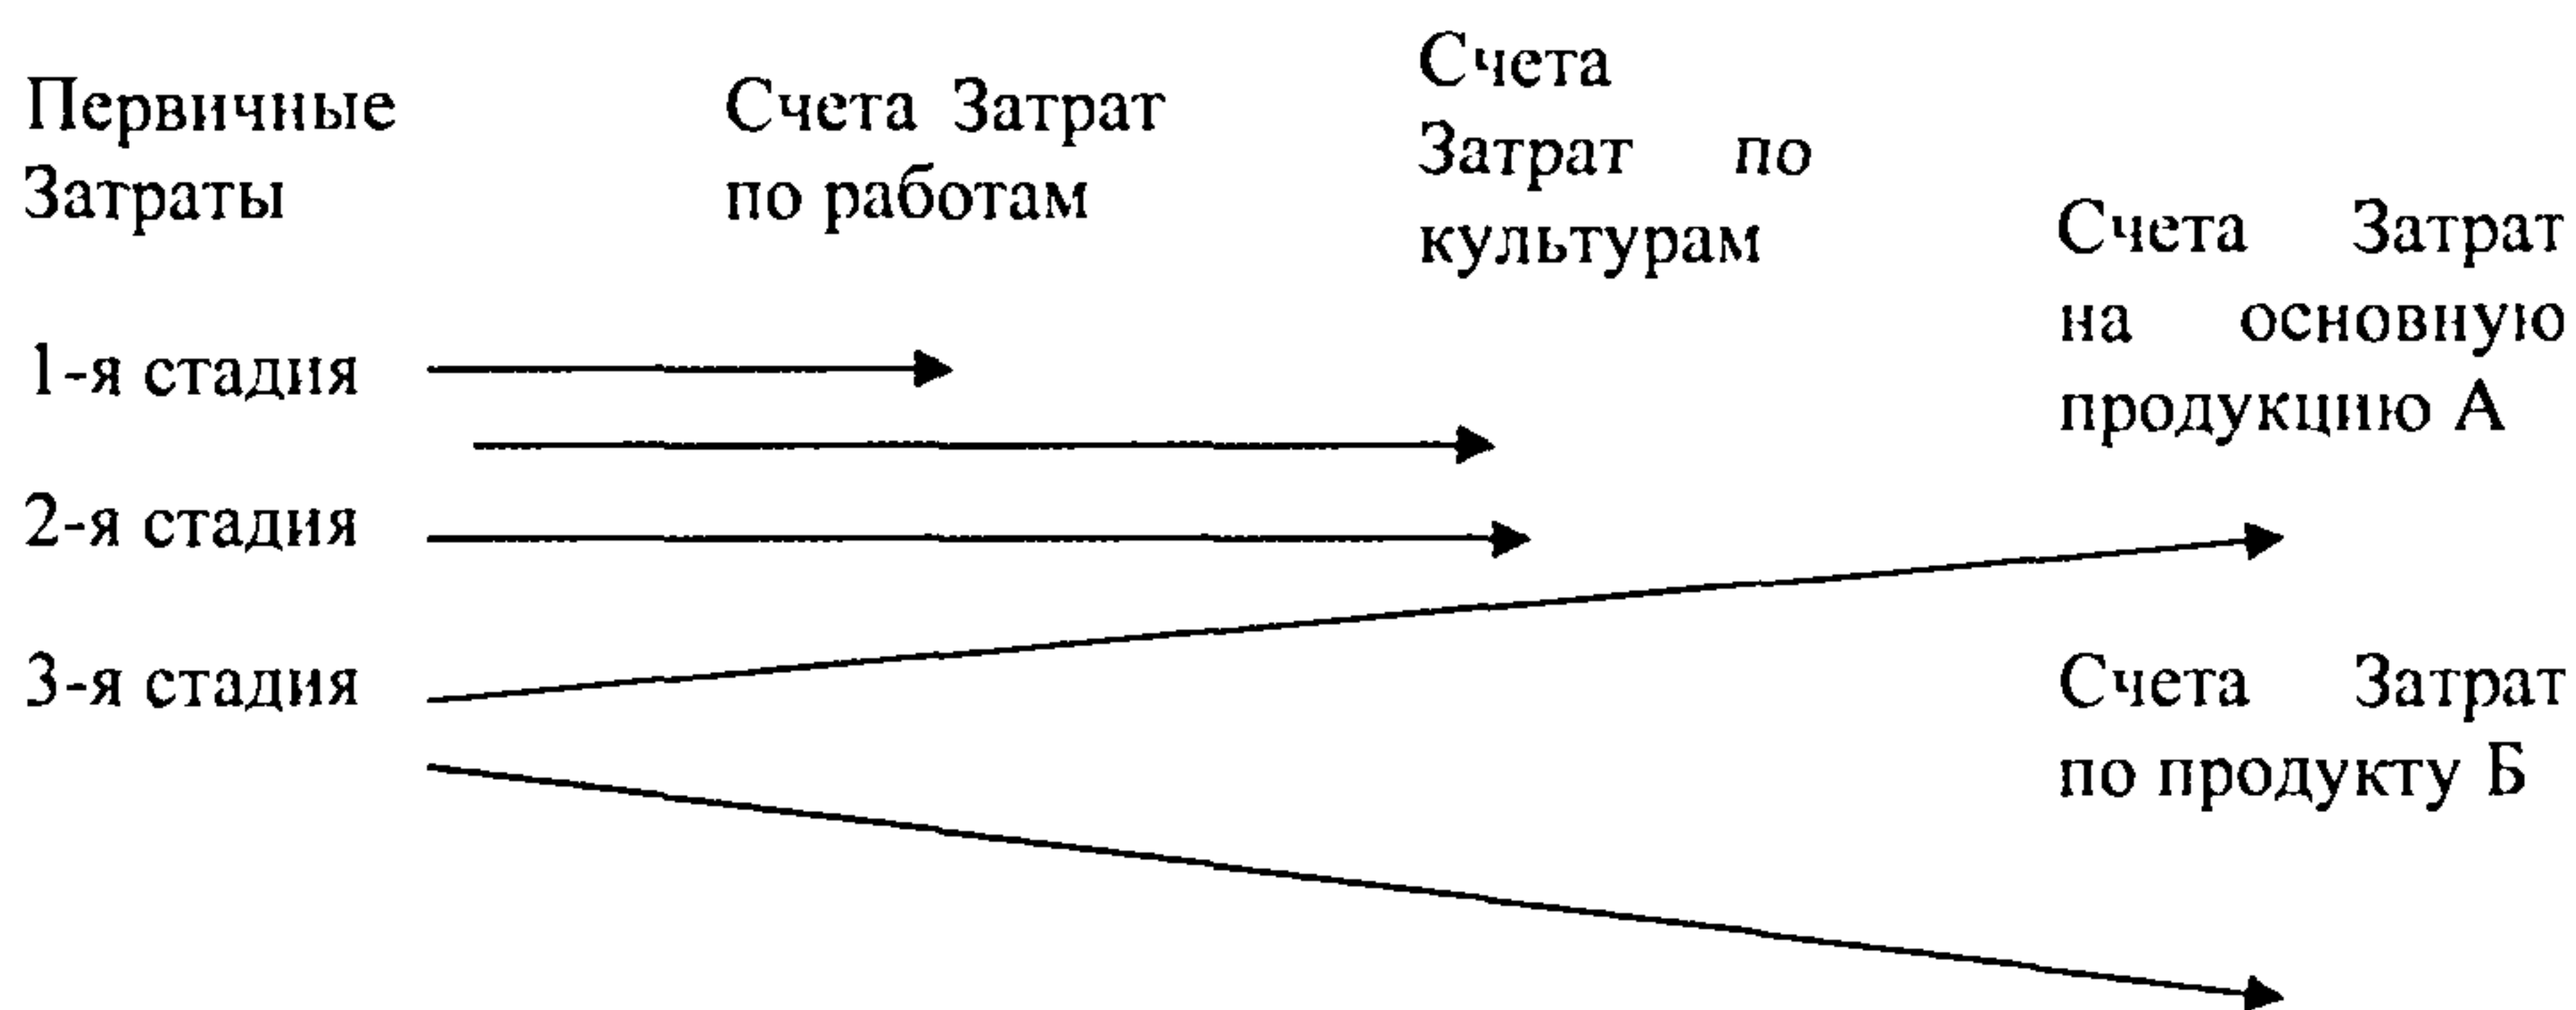 Первичные
Затраты
Счета Затрат
по работам
Счета
Затрат по
культурам
Счета Затрат
на основную
продукцию А
1-я стадия
2-я стадия
3-я стадия
Счета Затрат
по продукту Б